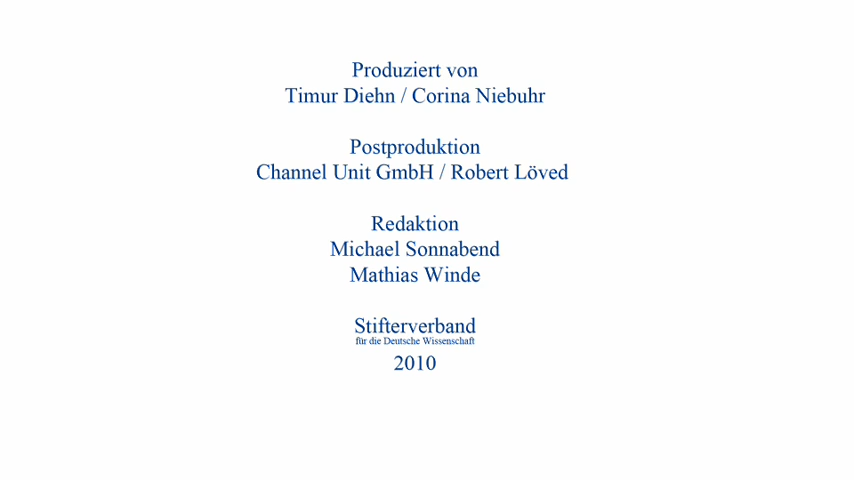 Produziert von
Timur Diehn / Corina Niebuhr
Postproduktion
Channel Unit GmbH / Robert Löved
Redaktion
Michael Sonnabend
Mathias Winde
Stifterverband
für die Deutsche Wissenschaft
2010